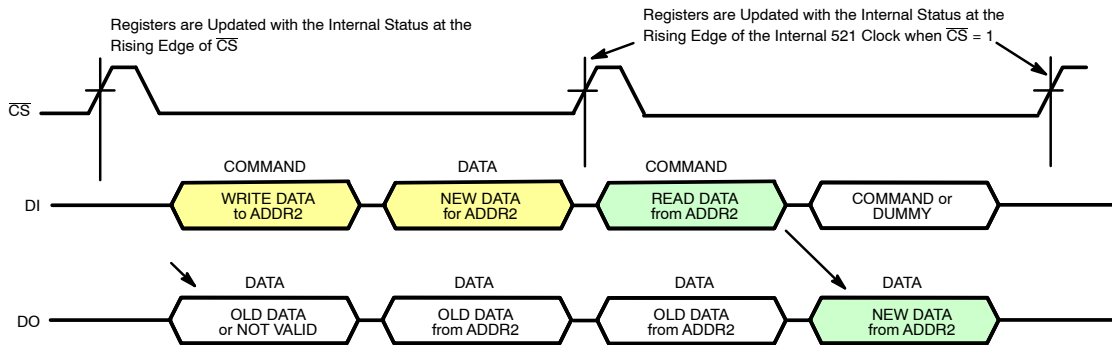 Registers are Updated with the Internal Status at the
Rising Edge of CS
Registers are Updated with the Internal Status at the
Rising Edge of the Internal 521 Clock when CS = 1
CS
COMMAND
DATA
COMMAND
DI
WRITE DATA
to ADDR2
NEW DATA
for ADDR2
READ DATA
from ADDR2
COMMAND or
DUMMY
DATA
DATA
DATA
DATA
DO
OLD DATA
or NOT VALID
OLD DATA
from ADDR2
OLD DATA
from ADDR2
NEW DATA
from ADDR2